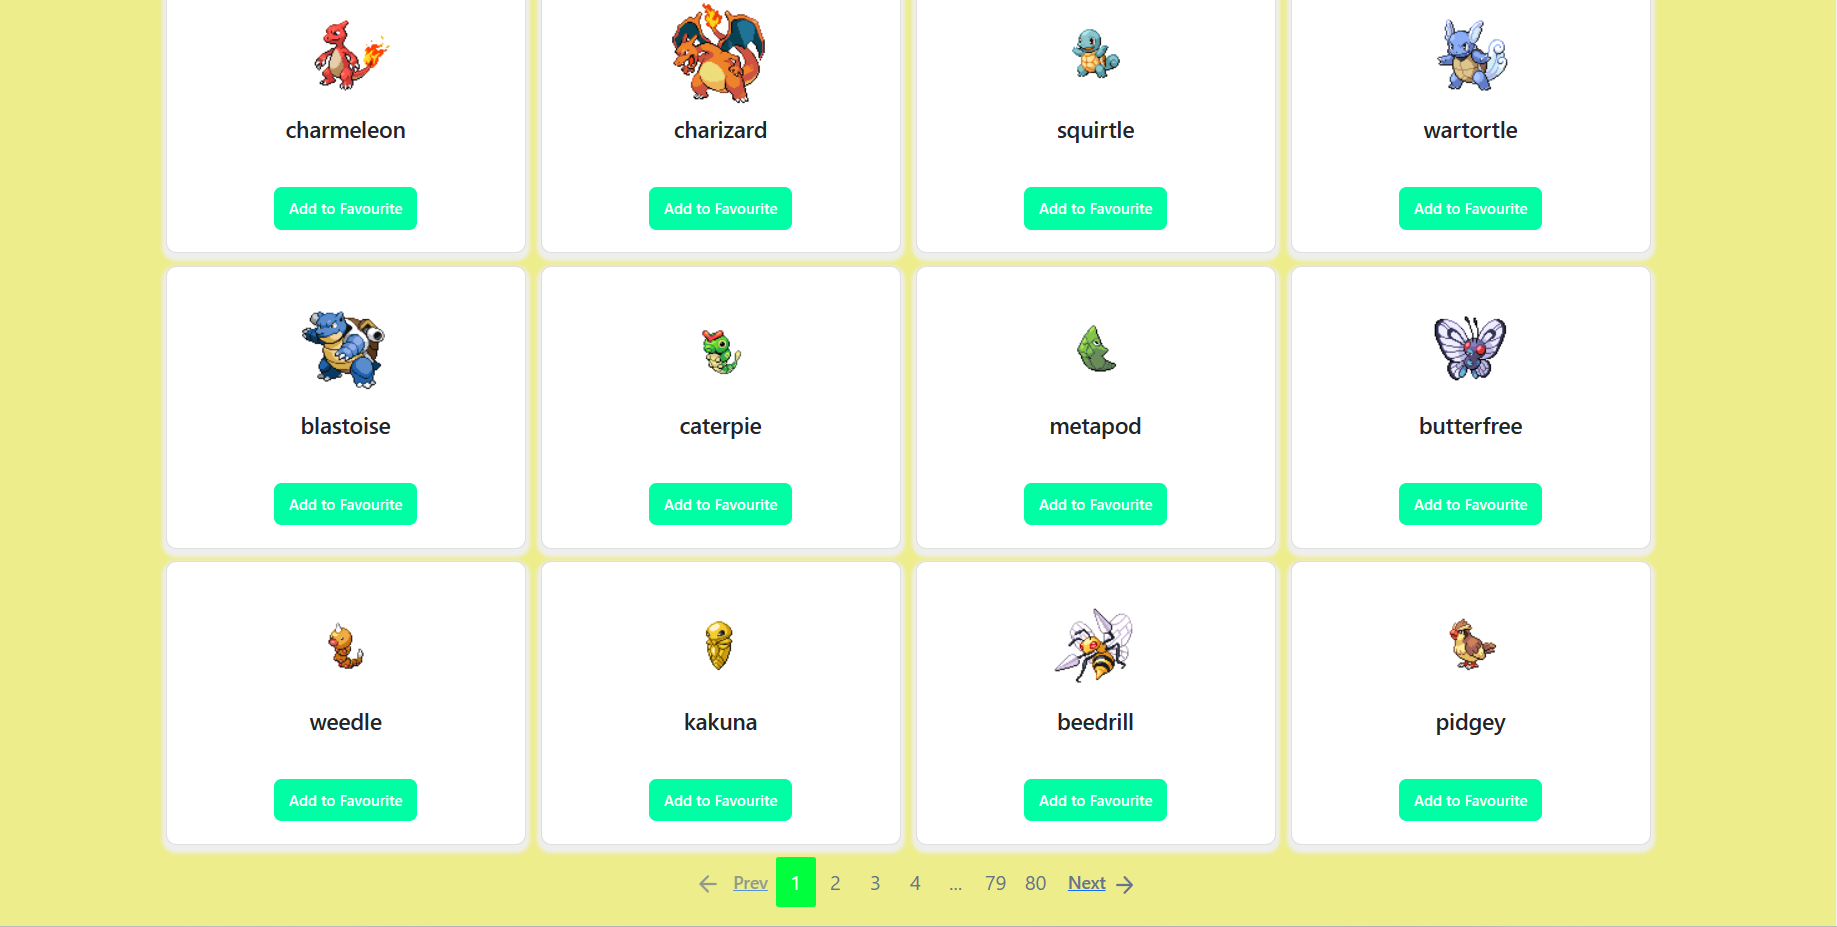 charmeleon charizard squirtle wartortle
Add to Favourite Add to Favourite Add to Favourite Add to Favourite
blastoise caterpie metapod butterfree
Add to Favourite Add to Favourite Add to Favourite Add to Favourite
weedle kakuna beedrill pidgey
Add to Favourite Add to Favourite Add to Favourite Add to Favourite
← Prev 1 2 3 4 ... 79 80 Next →